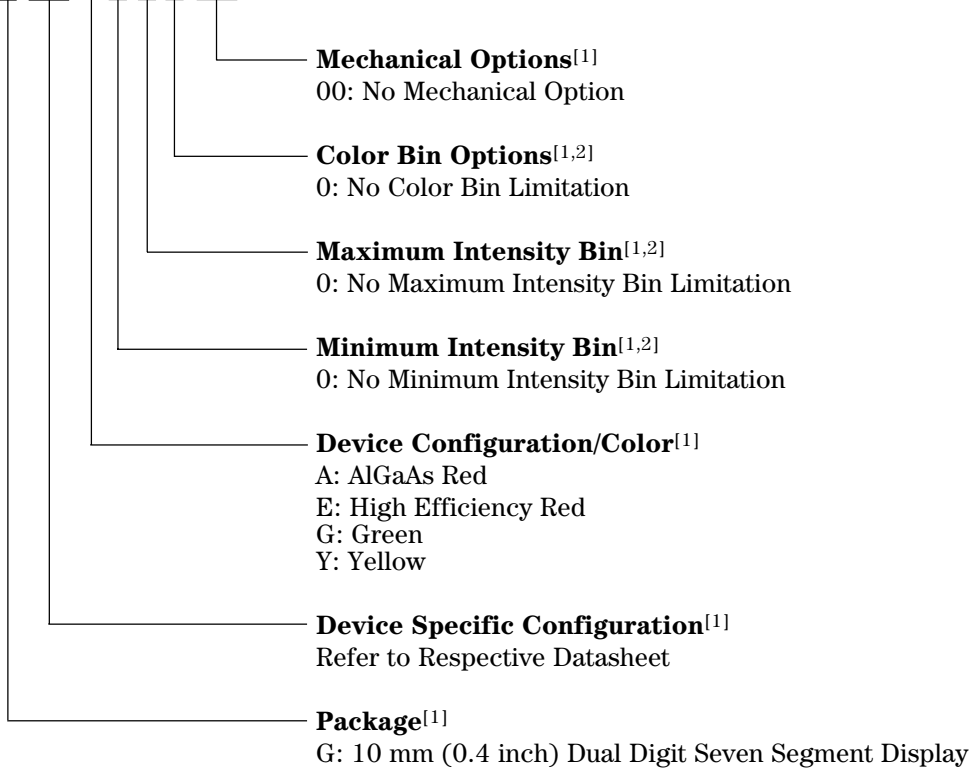 Mechanical Options[1]
00: No Mechanical Option
Color Bin Options[1,2]
0: No Color Bin Limitation
Maximum Intensity Bin[1,2]
0: No Maximum Intensity Bin Limitation
Minimum Intensity Bin[1,2]
0: No Minimum Intensity Bin Limitation
Device Configuration/Color[1]
A: AlGaAs Red
E: High Efficiency Red
G: Green
Y: Yellow
Device Specific Configuration[1]
Refer to Respective Datasheet
Package[1]
G: 10 mm (0.4 inch) Dual Digit Seven Segment Display